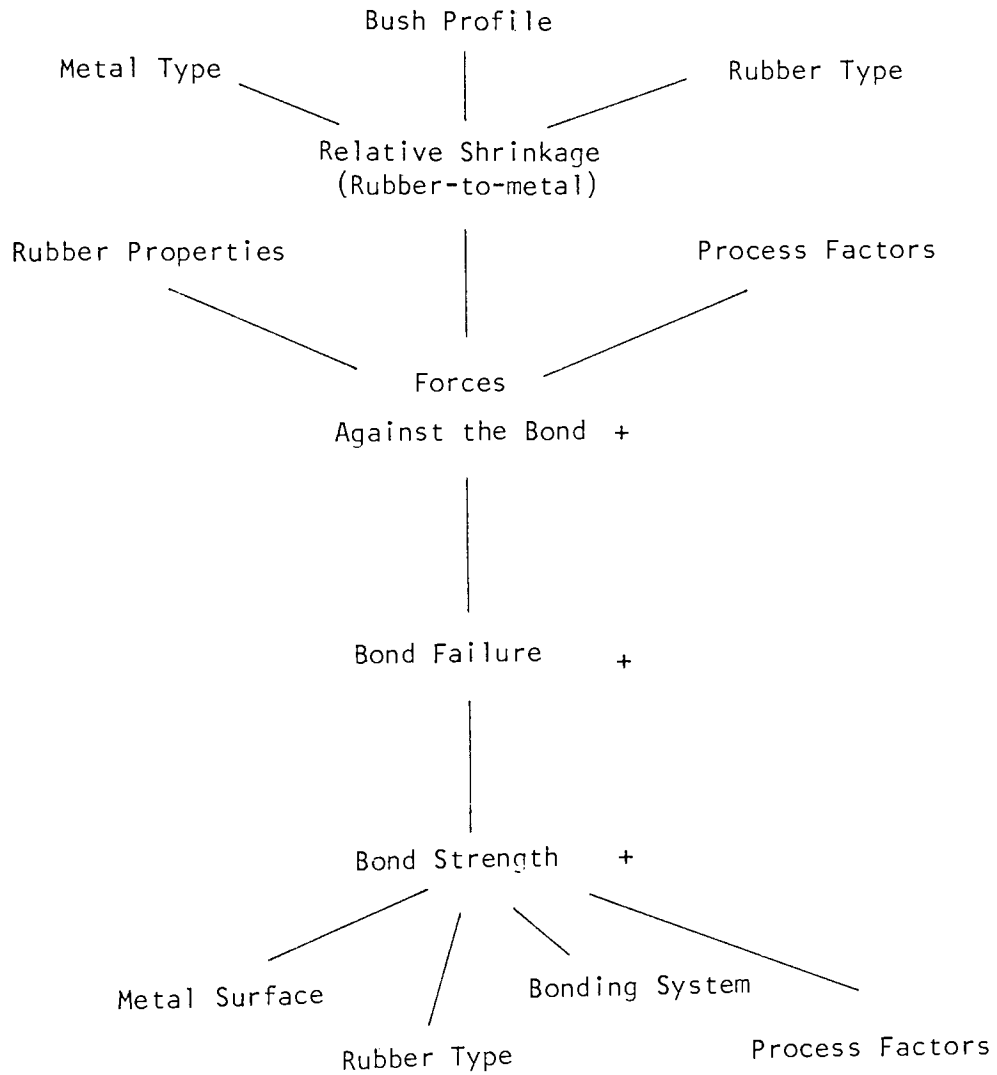 Bush Profile
Metal Type
Rubber Type
Relative Shrinkage
(Rubber-to-metal)
Rubber Properties
Process Factors
Forces
Against the Bond +
Bond Failure +
Bond Strength +
Metal Surface
Bonding System
Rubber Type
Process Factors